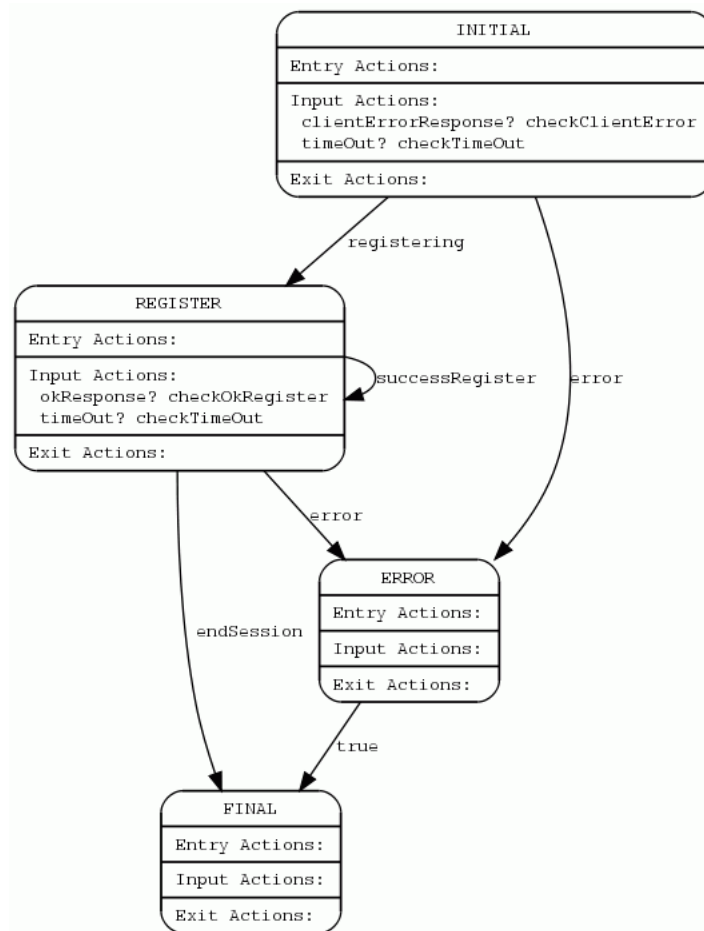 INITIAL
Entry Actions:
Input Actions:
clientErrorResponse? checkClientError
timeOut? checkTimeOut
Exit Actions:
registering
REGISTER
Entry Actions:
Input Actions:
okResponse? checkOkRegister
timeOut? checkTimeOut
Exit Actions:
successRegister
error
error
ERROR
Entry Actions:
Input Actions:
Exit Actions:
endSession
true
FINAL
Entry Actions:
Input Actions:
Exit Actions: